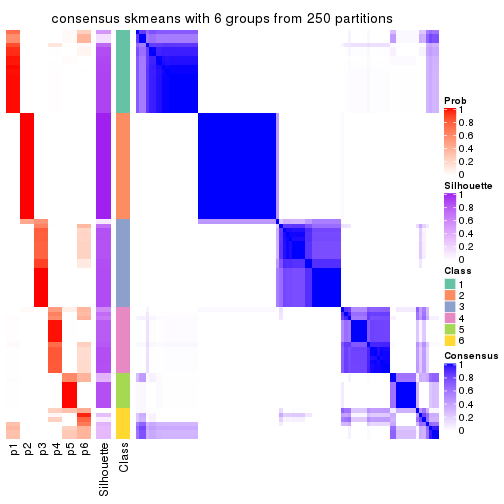 consensus skmeans with 6 groups from 250 partitions
Prob
1
0.8
0.6
0.4
0.2
0
Silhouette
1
0.8
0.6
0.4
0.2
0
Class
1
2
3
4
5
6
Consensus
1
0.8
0.6
0.4
0.2
0
p1
p2
p3
p4
p5
p6
Silhouette
Class